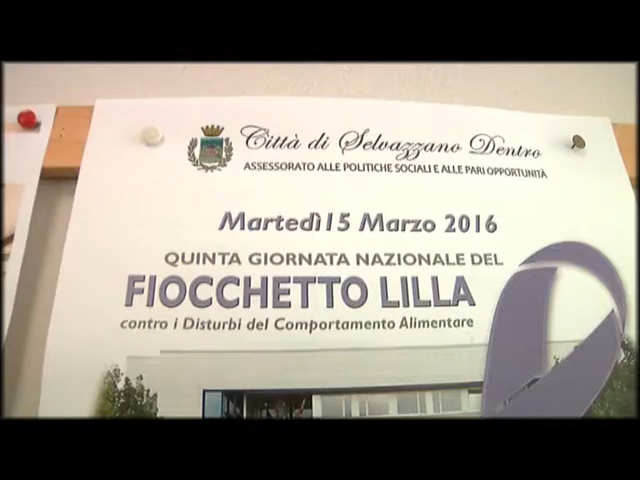 Città di Selvazzano Dentro
ASSESSORATO ALLE POLITICHE SOCIALI E ALLE PARI OPPORTUNITÀ
Martedì 15 Marzo 2016
QUINTA GIORNATA NAZIONALE DEL
FIOCCHETTO LILLA
contro i Disturbi del Comportamento Alimentare